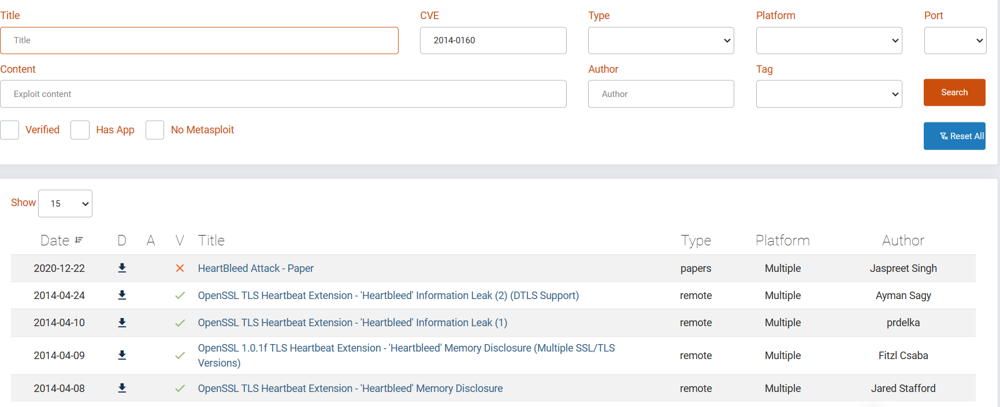 Title CVE Type Platform Port
Title 2014-0160
Content Author Tag
Exploit content Author Search
Verified Has App No Metasploit
Reset All
Show 15
Date D A V Title Type Platform Author
2020-12-22 HeartBleed Attack - Paper papers Multiple Jaspreet Singh
2014-04-24 OpenSSL TLS Heartbeat Extension - 'Heartbleed' Information Leak (2) (DTLS Support) remote Multiple Ayman Sagy
2014-04-10 OpenSSL TLS Heartbeat Extension - 'Heartbleed' Information Leak (1) remote Multiple prdelka
2014-04-09 OpenSSL 1.0.1f TLS Heartbeat Extension - 'Heartbleed' Memory Disclosure (Multiple SSL/TLS remote Multiple Fitzl Csaba
Versions)
2014-04-08 OpenSSL TLS Heartbeat Extension - 'Heartbleed' Memory Disclosure remote Multiple Jared Stafford